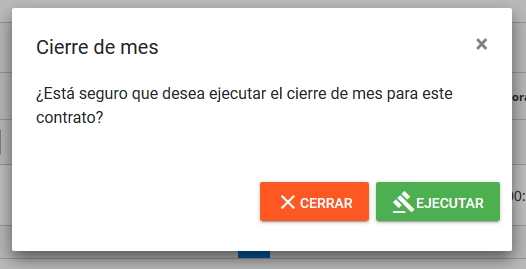 Cierre de mes
×
¿Está seguro que desea ejecutar el cierre de mes para este
contrato?
CERRAR
EJECUTAR